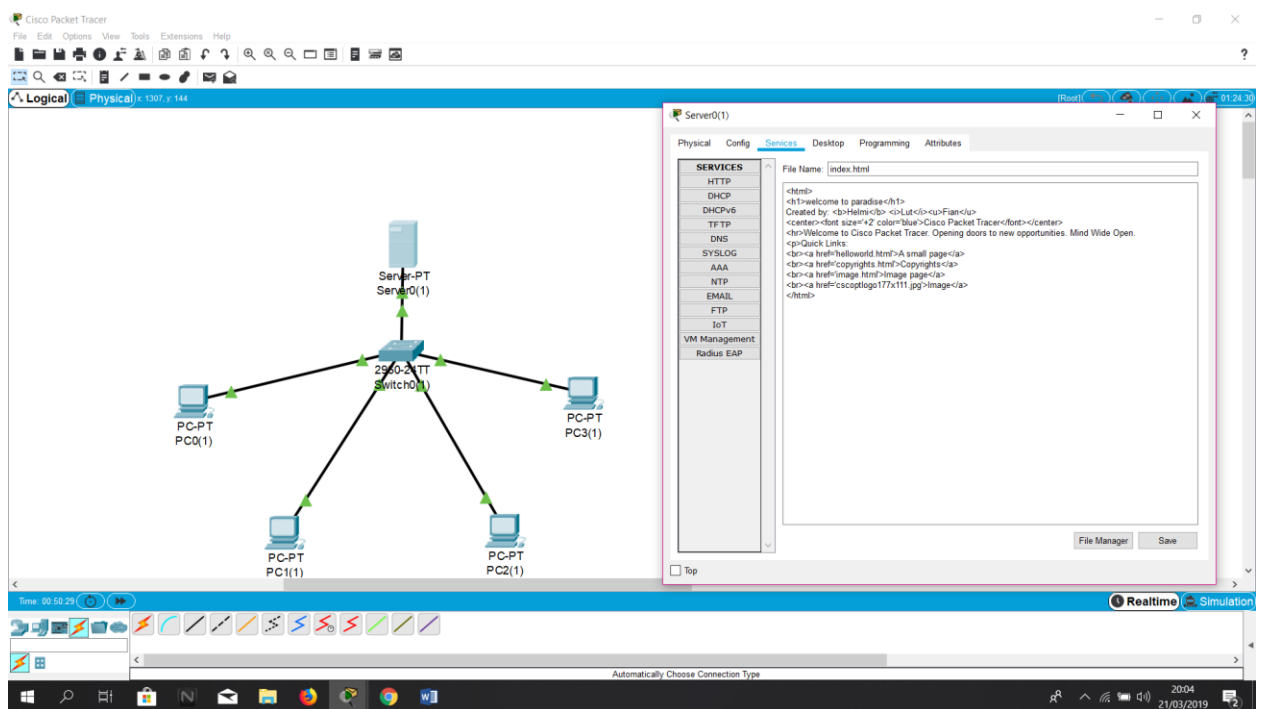 Cisco Packet Tracer
File Edit Options View Tools Extensions Help
?
Logical Physical x: 1307, y: 144
[Root] 01:24:30
Server-PT
Server0(1)
2950-24TT
Switch0(1)
PC-PT
PC0(1)
PC-PT
PC3(1)
PC-PT
PC1(1)
PC-PT
PC2(1)
Server0(1)
Physical Config Services Desktop Programming Attributes
SERVICES
HTTP
DHCP
DHCPv6
TFTP
DNS
SYSLOG
AAA
NTP
EMAIL
FTP
IoT
VM Management
Radius EAP
File Name: index.html
<html>
<h1>welcome to paradise</h1>
Created by: <b>Helmi</b> <i>Lut</i><u>Fian</u>
<center><font size='+2' color='blue'>Cisco Packet Tracer</font></center>
<hr>Welcome to Cisco Packet Tracer. Opening doors to new opportunities. Mind Wide Open.
<p>Quick Links:
<br><a href='helloworld.html'>A small page</a>
<br><a href='copyrights.html'>Copyrights</a>
<br><a href='image.html'>Image page</a>
<br><a href='cscoptlogo177x111.jpg'>Image</a>
</html>
File Manager Save
Top
Time: 00:50:29
Realtime Simulation
Automatically Choose Connection Type
20:04
21/03/2019
2